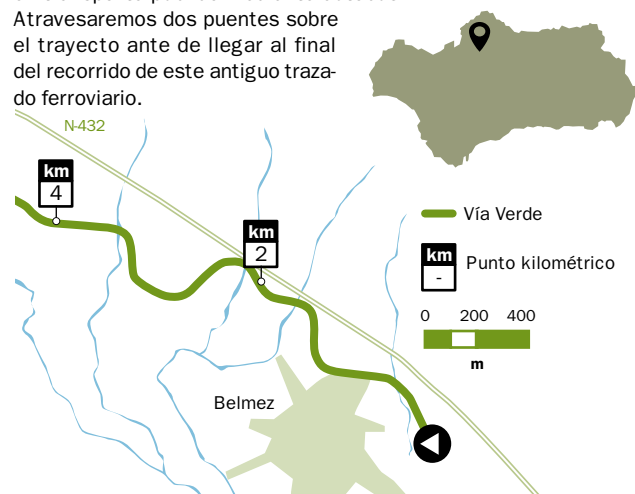 Atravesaremos dos puentes sobre
el trayecto ante de llegar al final
del recorrido de este antiguo traza-
do ferroviario.
N-432
km
4
km
2
Vía Verde
km
-
Punto kilométrico
0 200 400
m
Belmez